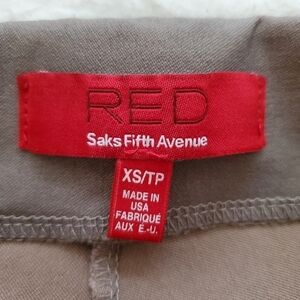 RED
Saks Fifth Avenue
XS/TP
MADE IN
USA
FABRIQUÉ
AUX É.-U.